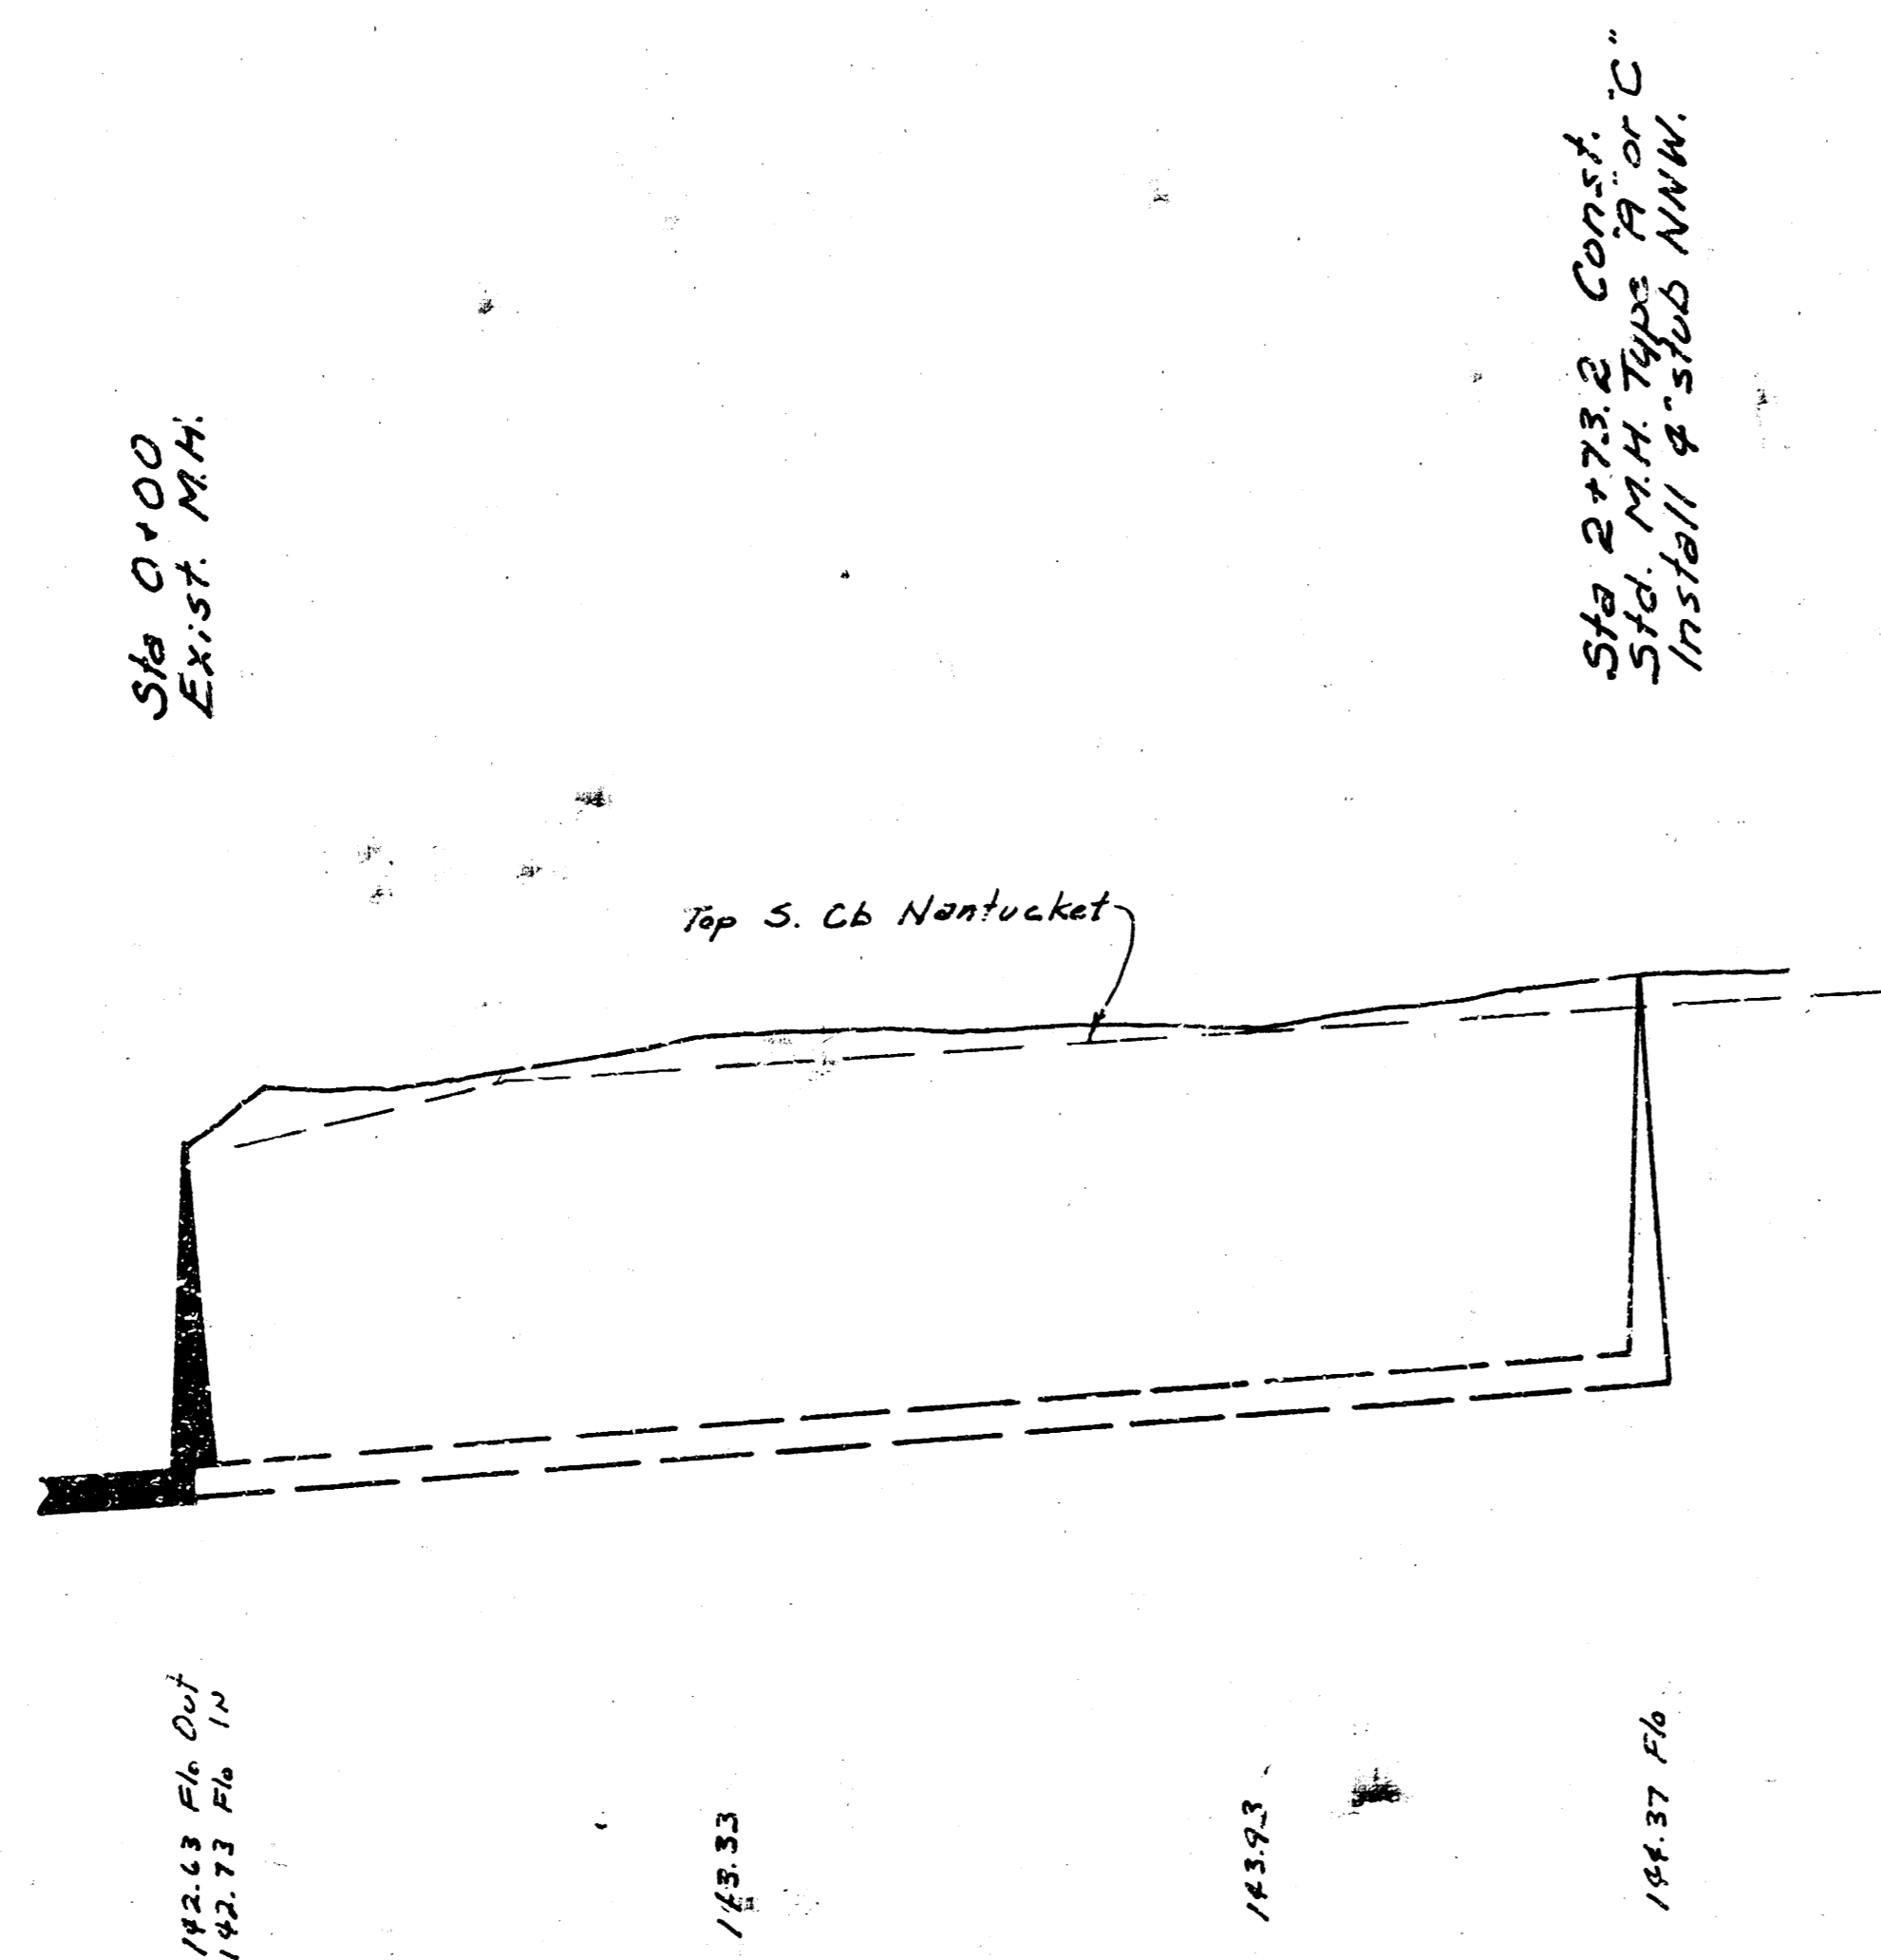 Sta 0+00
Exist. M.H.
Sta 2+73.2 Const.
Std. M.H. Type "A" or "C"
Install 4" stub NNW.
Top S. Cb Nantucket
142.63 Flo Out
142.73 Flo IN
143.33
143.93
144.37 Flo